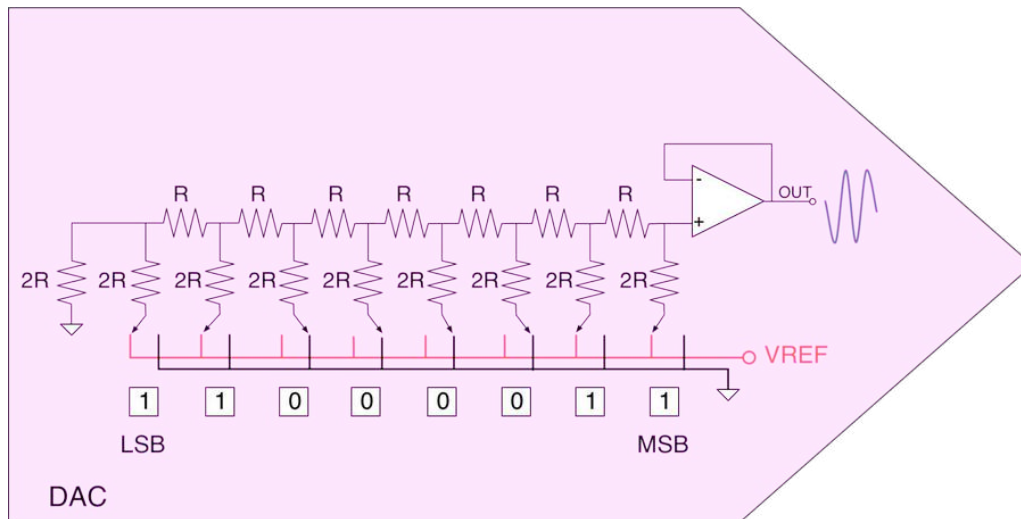 R R R R R R R
- OUT
+
2R 2R 2R 2R 2R 2R 2R 2R 2R
VREF
1 1 0 0 0 0 1 1
LSB MSB
DAC